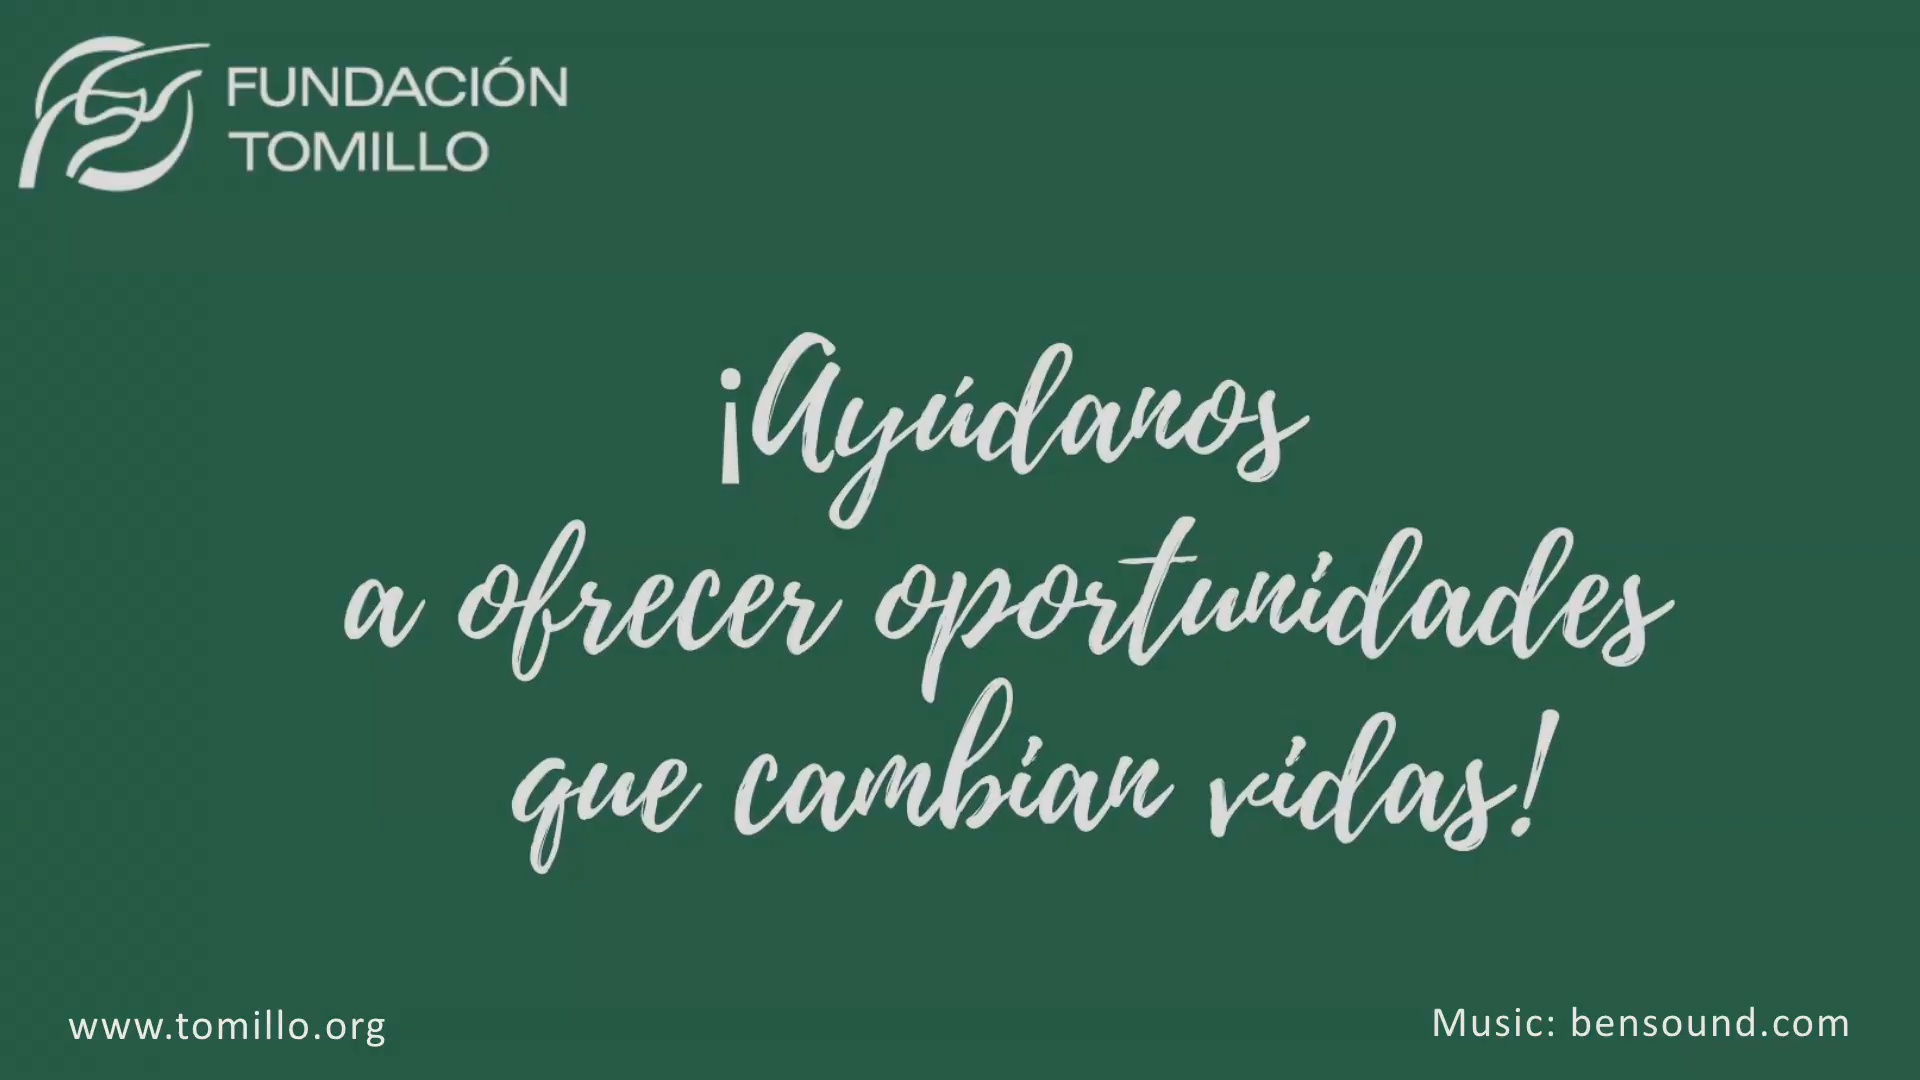 FUNDACIÓN
TOMILLO
¡Ayúdanos
a ofrecer oportunidades
que cambian vidas!
www.tomillo.org
Music: bensound.com